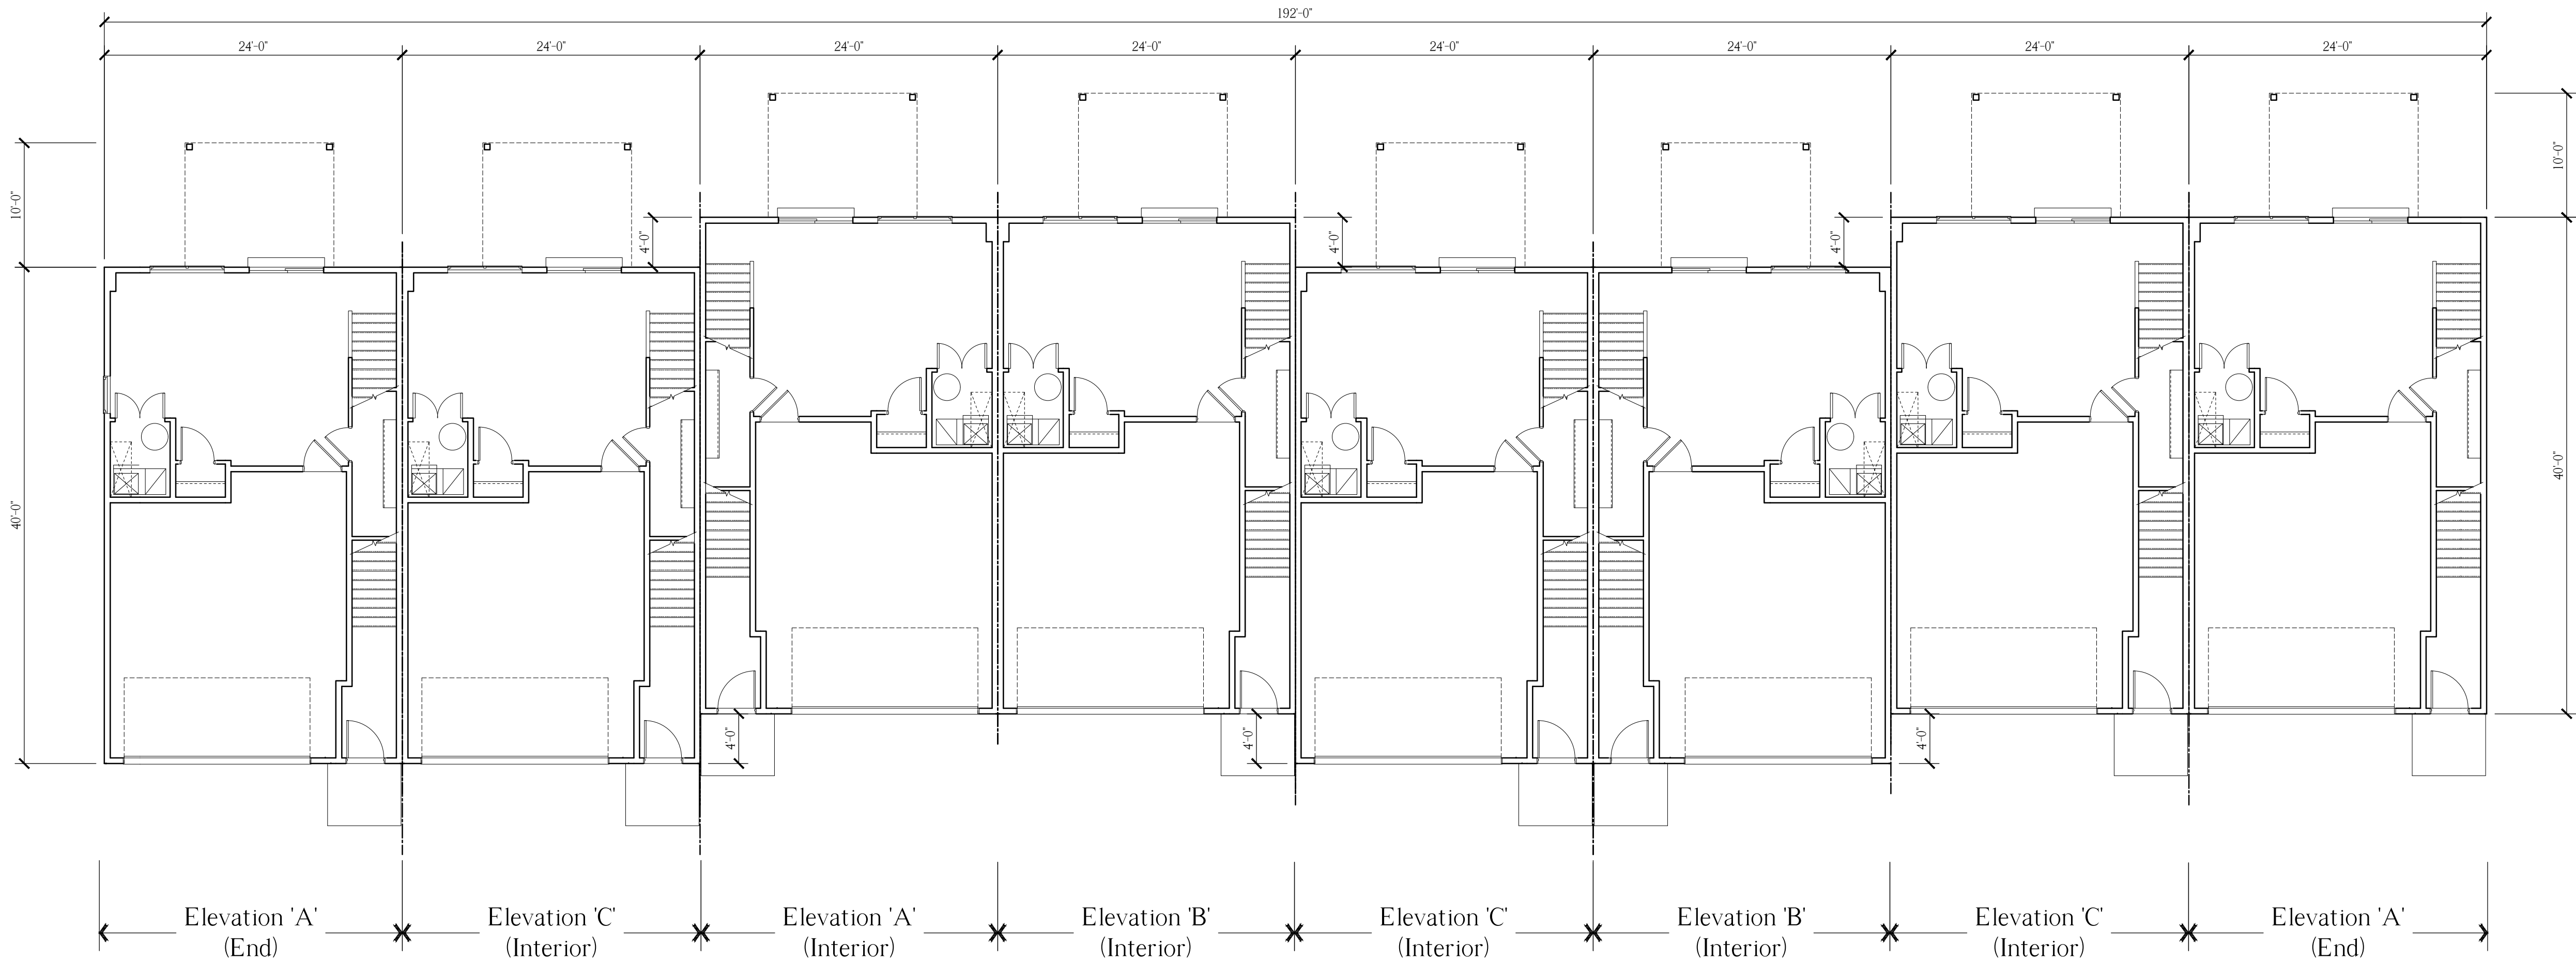 192'-0"
24'-0" 24'-0" 24'-0" 24'-0" 24'-0" 24'-0" 24'-0" 24'-0"
10'-0"
10'-0"
4'-0"
4'-0"
4'-0"
40'-0"
40'-0"
4'-0"
4'-0"
4'-0"
Elevation 'A'
(End)
Elevation 'C'
(Interior)
Elevation 'A'
(Interior)
Elevation 'B'
(Interior)
Elevation 'C'
(Interior)
Elevation 'B'
(Interior)
Elevation 'C'
(Interior)
Elevation 'A'
(End)